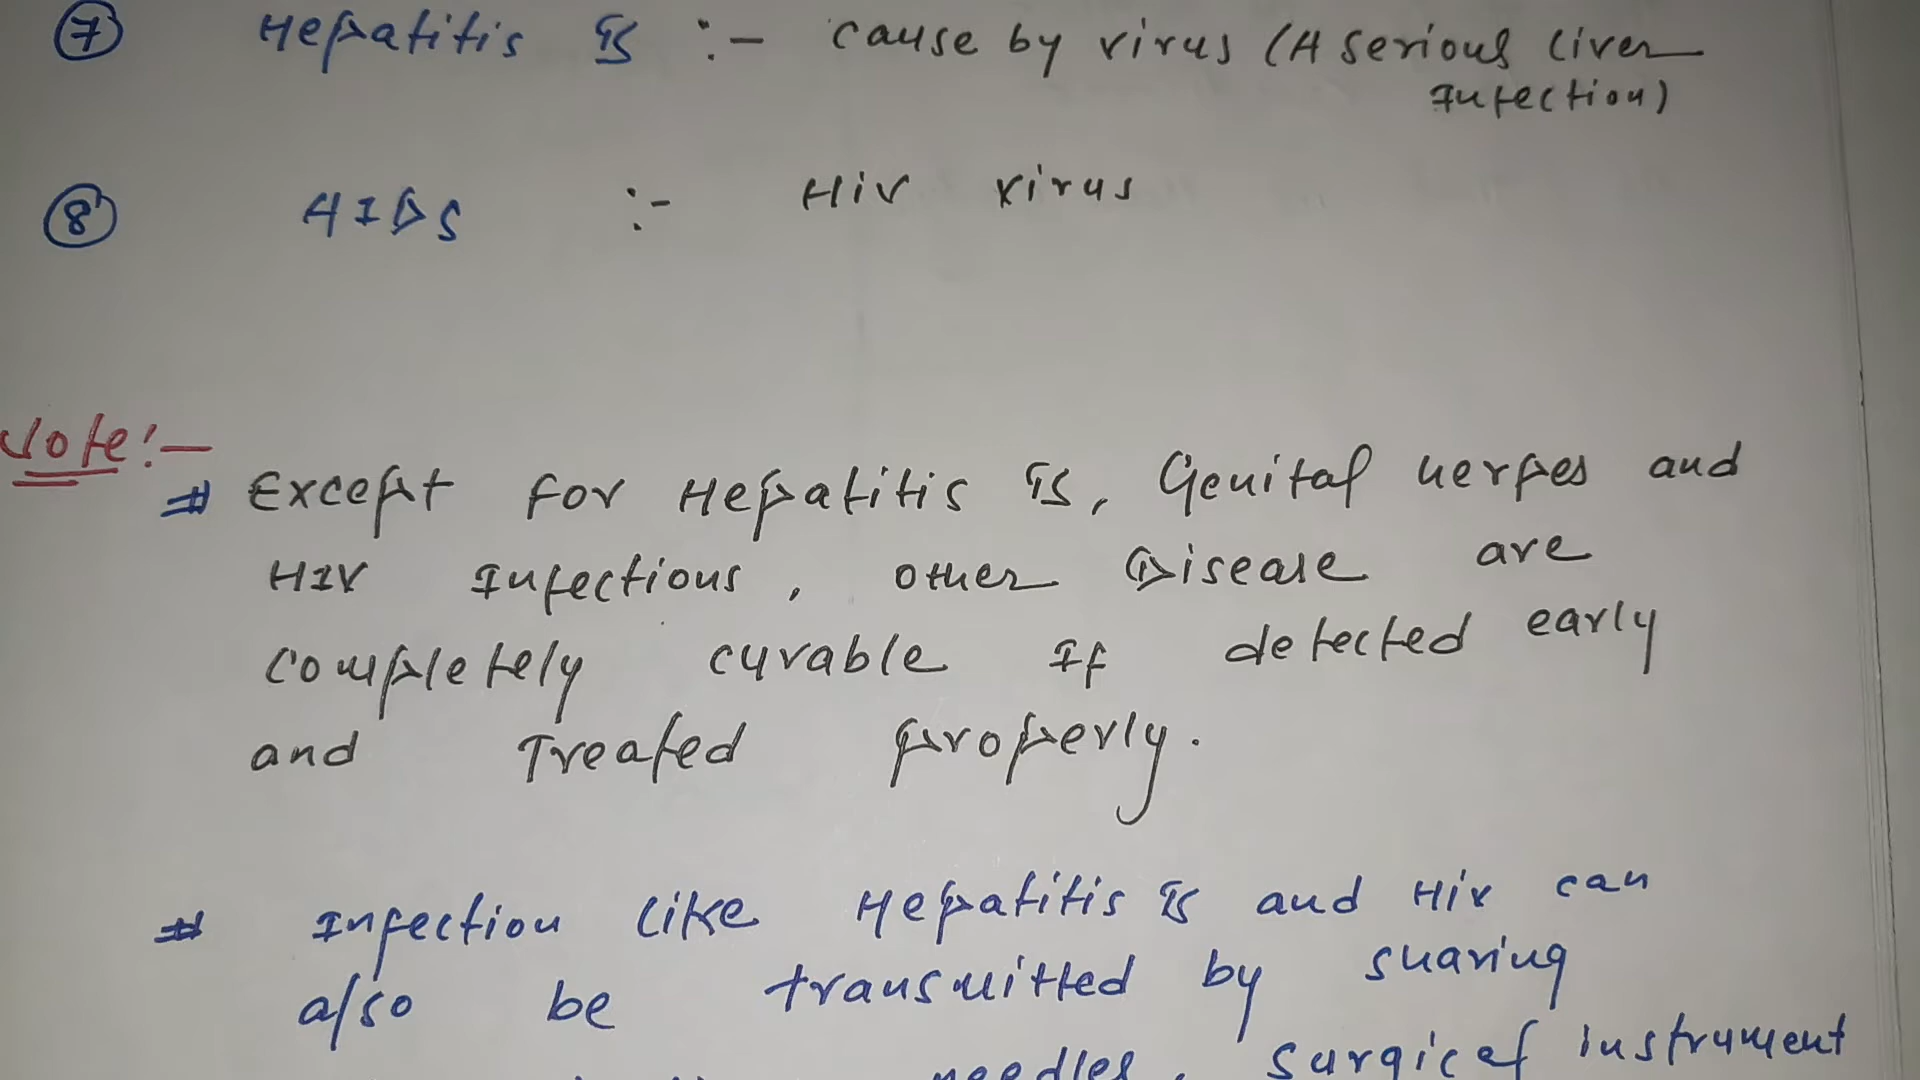 7 Hepatitis B :- cause by virus (A serious liver
Infection)
8 AIDS :- Hiv virus
Note:-
# Except for Hepatitis B, Genital herpes and
HIV Infections, other Disease are
completely curable If detected early
and Treated properly.
# Infection like Hepatitis B and Hiv can
also be transmitted by sharing
needles, surgical instrument